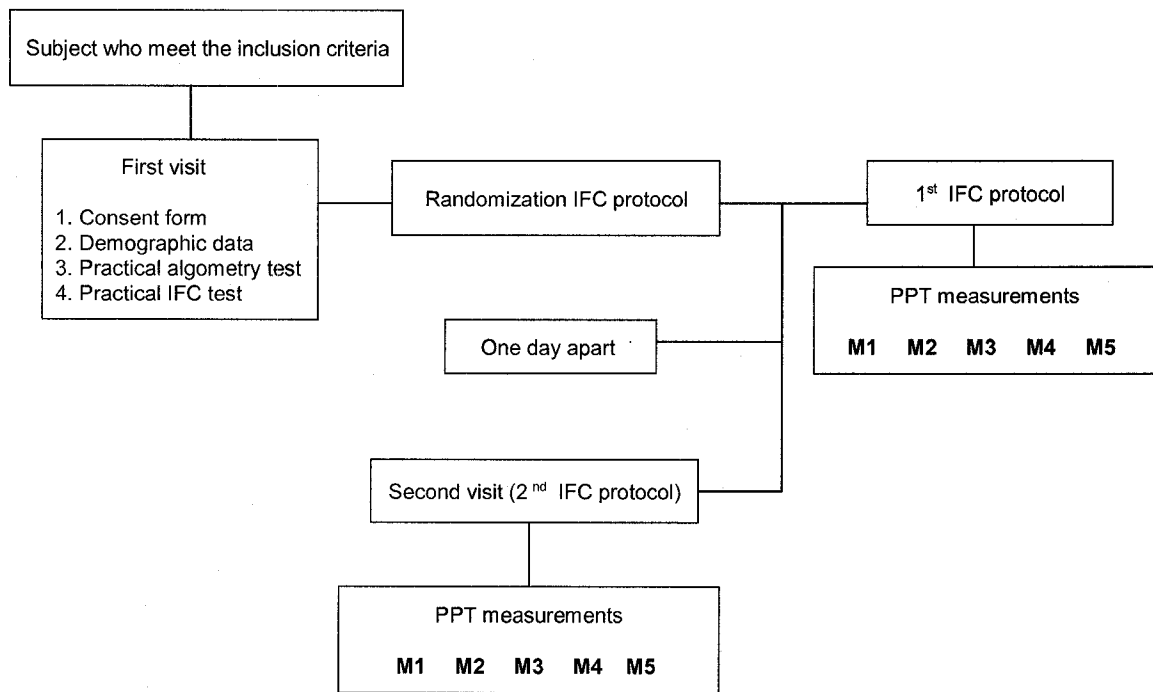 Subject who meet the inclusion criteria
First visit
1. Consent form
2. Demographic data
3. Practical algometry test
4. Practical IFC test
Randomization IFC protocol
1st IFC protocol
PPT measurements
M1 M2 M3 M4 M5
One day apart
Second visit (2 nd IFC protocol)
PPT measurements
M1 M2 M3 M4 M5